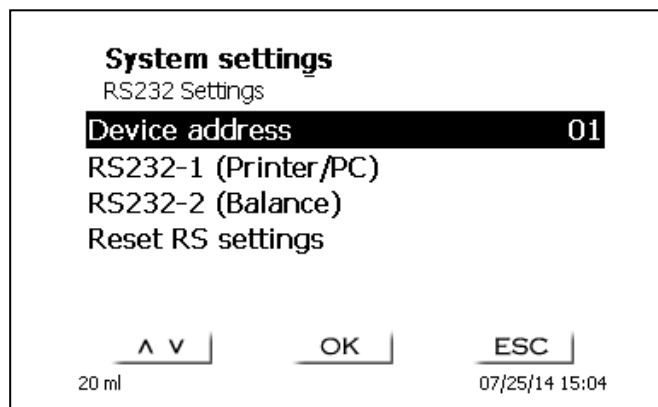 System settings
RS232 Settings
Device address 01
RS232-1 (Printer/PC)
RS232-2 (Balance)
Reset RS settings
∧ ∨ OK ESC
20 ml 07/25/14 15:04